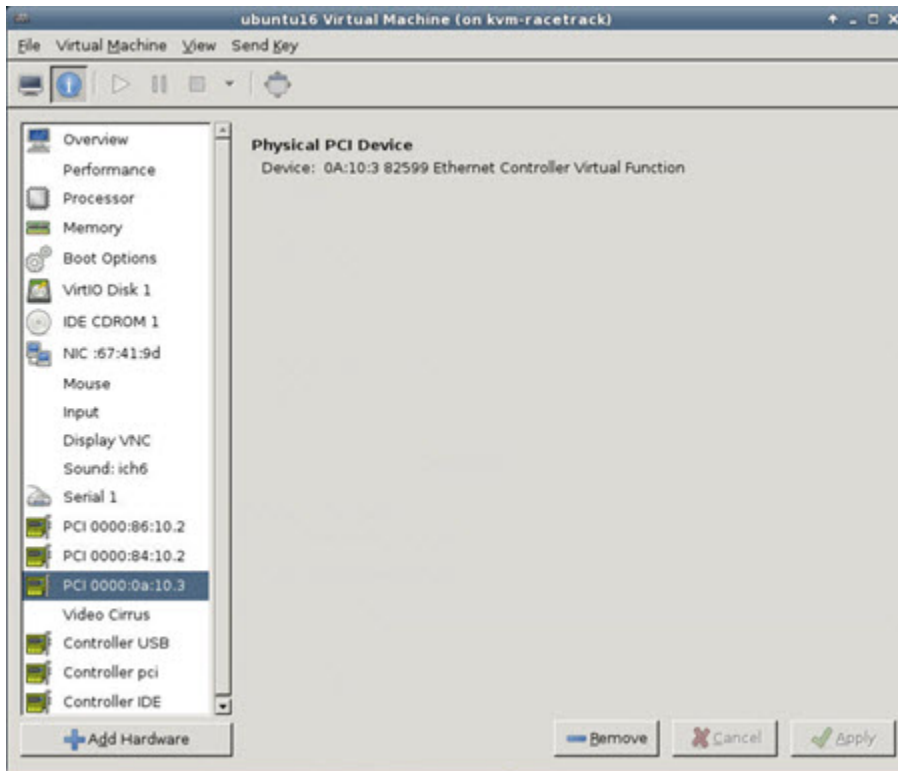 ubuntu16 Virtual Machine (on kvm-racetrack)
File Virtual Machine View Send Key
Overview
Performance
Processor
Memory
Boot Options
VirtIO Disk 1
IDE CDROM 1
NIC :67:41:9d
Mouse
Input
Display VNC
Sound: ich6
Serial 1
PCI 0000:86:10.2
PCI 0000:84:10.2
PCI 0000:0a:10.3
Video Cirrus
Controller USB
Controller pci
Controller IDE
Add Hardware
Physical PCI Device
Device: 0A:10:3 82599 Ethernet Controller Virtual Function
Remove Cancel Apply